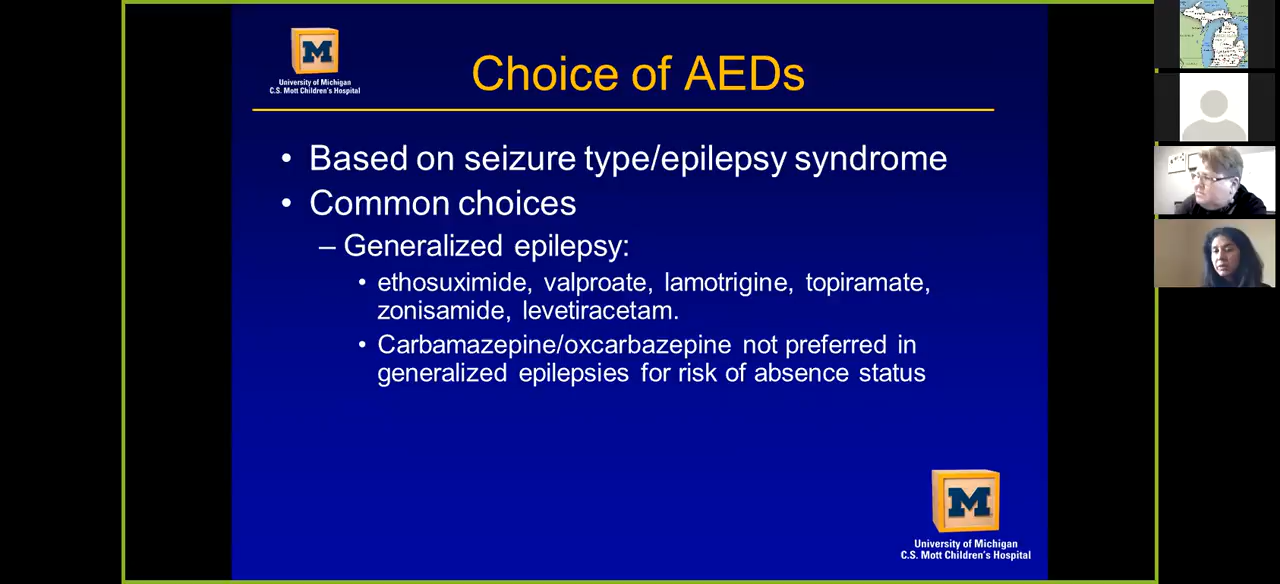 University of Michigan
C.S. Mott Children's Hospital
Choice of AEDs
• Based on seizure type/epilepsy syndrome
• Common choices
– Generalized epilepsy:
• ethosuximide, valproate, lamotrigine, topiramate,
zonisamide, levetiracetam.
• Carbamazepine/oxcarbazepine not preferred in
generalized epilepsies for risk of absence status
M
University of Michigan
C.S. Mott Children's Hospital